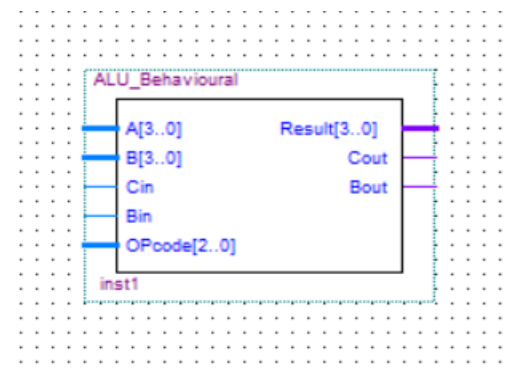 ALU_Behavioural
A[3..0] Result[3..0]
B[3..0] Cout
Cin Bout
Bin
OPcode[2..0]
inst1